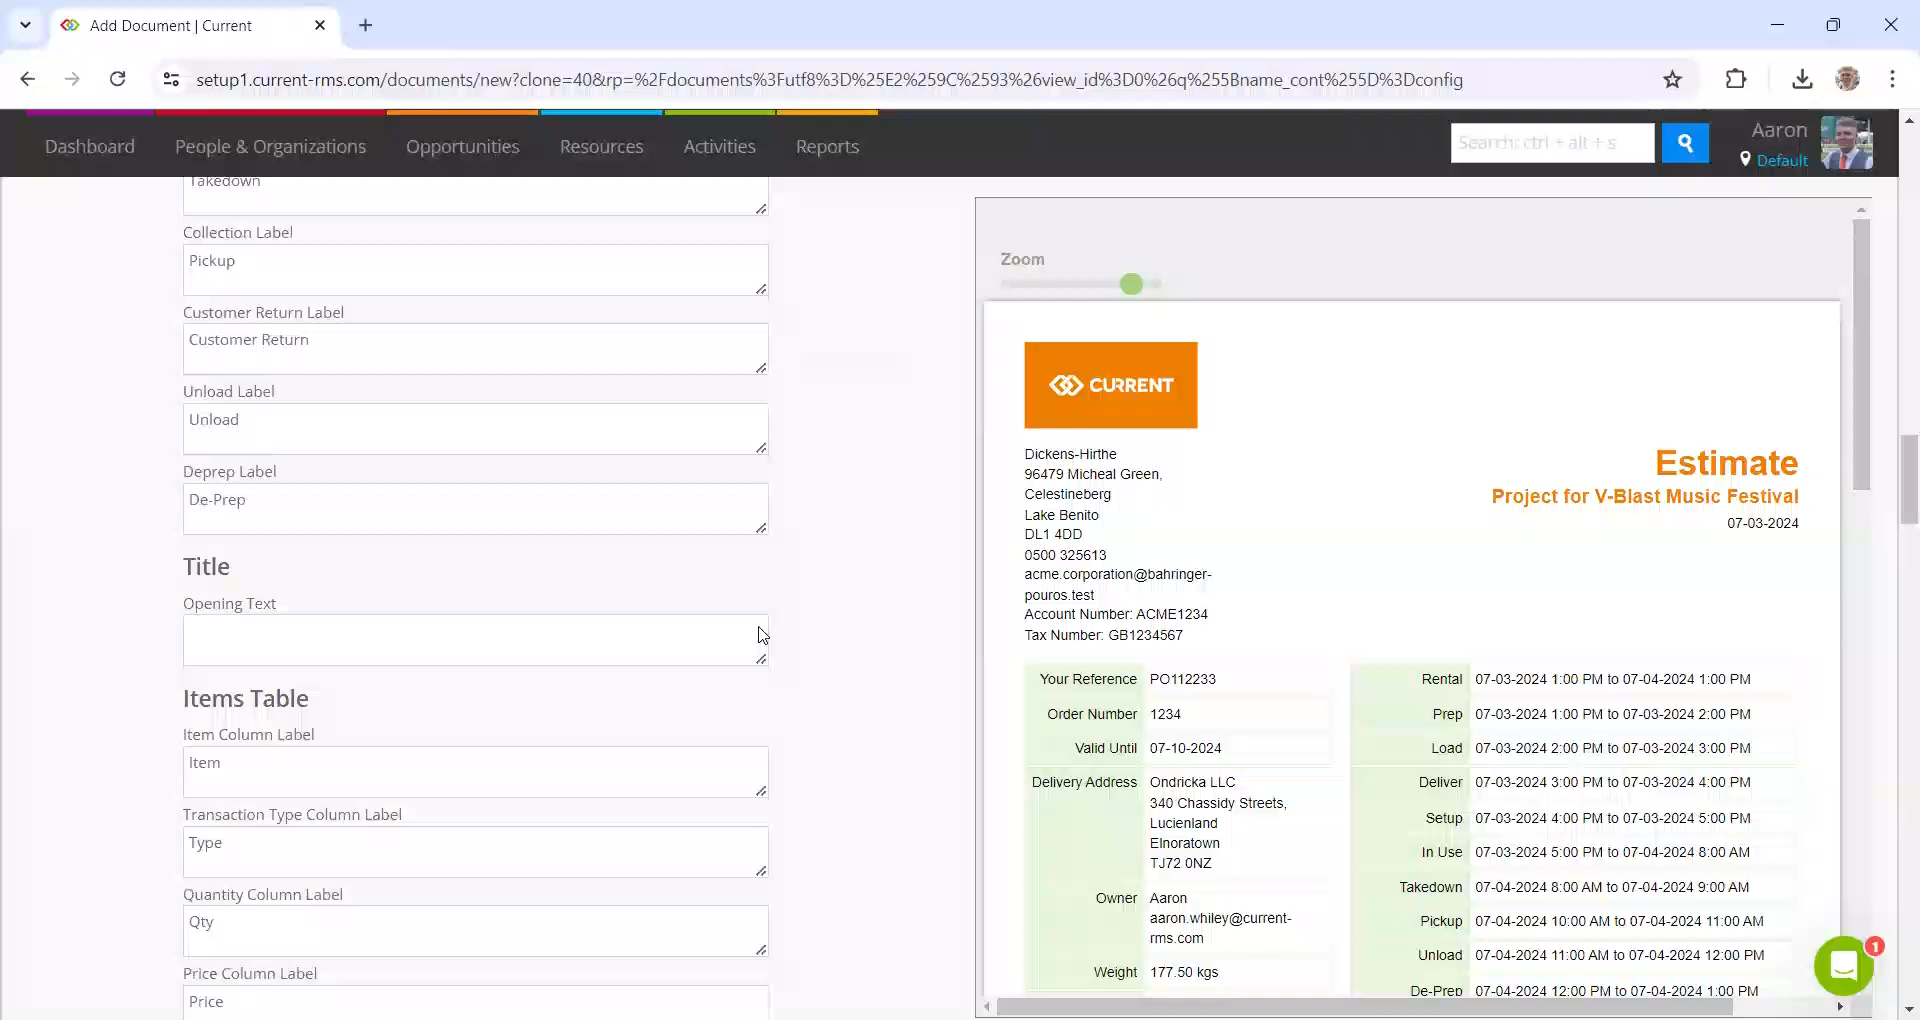 Add Document | Current
setup1.current-rms.com/documents/new?clone=40&rp=%2Fdocuments%3Futf8%3D%25E2%259C%2593%26view_id%3D0%26q%255Bname_cont%255D%3Dconfig
Dashboard
People & Organizations
Opportunities
Resources
Activities
Reports
Search: ctrl + alt + s
Aaron
Default
Takedown
Collection Label
Pickup
Customer Return Label
Customer Return
Unload Label
Unload
Deprep Label
De-Prep
Title
Opening Text
Items Table
Item Column Label
Item
Transaction Type Column Label
Type
Quantity Column Label
Qty
Price Column Label
Price
Zoom
CURRENT
Dickens-Hirthe
96479 Micheal Green,
Celestineberg
Lake Benito
DL1 4DD
0500 325613
acme.corporation@bahringer-
pouros.test
Account Number: ACME1234
Tax Number: GB1234567
Estimate
Project for V-Blast Music Festival
07-03-2024
Your Reference PO112233
Order Number 1234
Valid Until 07-10-2024
Delivery Address Ondricka LLC
340 Chassidy Streets,
Lucienland
Elnoratown
TJ72 0NZ
Owner Aaron
aaron.whiley@current-
rms.com
Weight 177.50 kgs
Rental 07-03-2024 1:00 PM to 07-04-2024 1:00 PM
Prep 07-03-2024 1:00 PM to 07-03-2024 2:00 PM
Load 07-03-2024 2:00 PM to 07-03-2024 3:00 PM
Deliver 07-03-2024 3:00 PM to 07-03-2024 4:00 PM
Setup 07-03-2024 4:00 PM to 07-03-2024 5:00 PM
In Use 07-03-2024 5:00 PM to 07-04-2024 8:00 AM
Takedown 07-04-2024 8:00 AM to 07-04-2024 9:00 AM
Pickup 07-04-2024 10:00 AM to 07-04-2024 11:00 AM
Unload 07-04-2024 11:00 AM to 07-04-2024 12:00 PM
De-Prep 07-04-2024 12:00 PM to 07-04-2024 1:00 PM
1